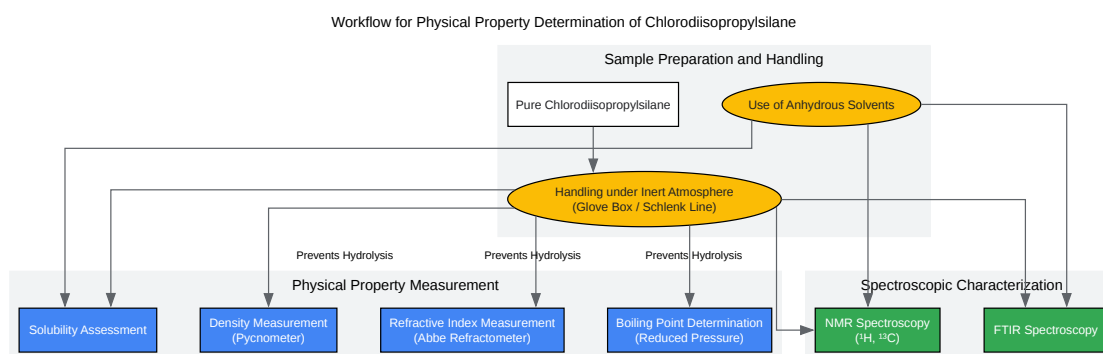 Workflow for Physical Property Determination of Chlorodiisopropylsilane
Sample Preparation and Handling
Pure Chlorodiisopropylsilane
Use of Anhydrous Solvents
Handling under Inert Atmosphere
(Glove Box / Schlenk Line)
Prevents Hydrolysis
Prevents Hydrolysis
Prevents Hydrolysis
Physical Property Measurement
Spectroscopic Characterization
Solubility Assessment
Density Measurement
(Pycnometer)
Refractive Index Measurement
(Abbe Refractometer)
Boiling Point Determination
(Reduced Pressure)
NMR Spectroscopy
(¹H, ¹³C)
FTIR Spectroscopy